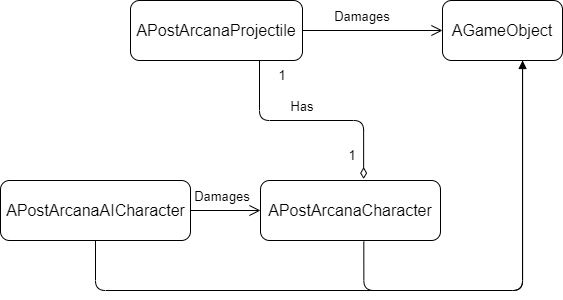 Damages
APostArcanaProjectile
AGameObject
1
Has
1
Damages
APostArcanaAICharacter
APostArcanaCharacter